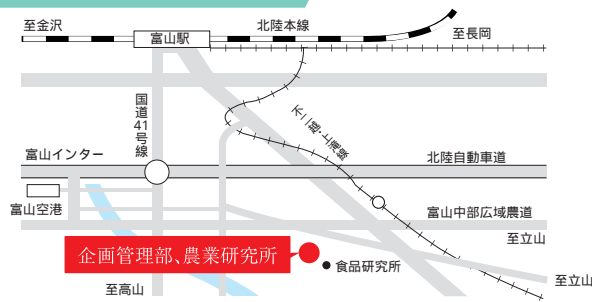 至金沢
北陸本線
富山駅
至長岡
国道41号線
不二越・上滝線
富山インター
北陸自動車道
富山空港
富山中部広域農道
至立山
企画管理部、農業研究所
食品研究所
至立山
至高山